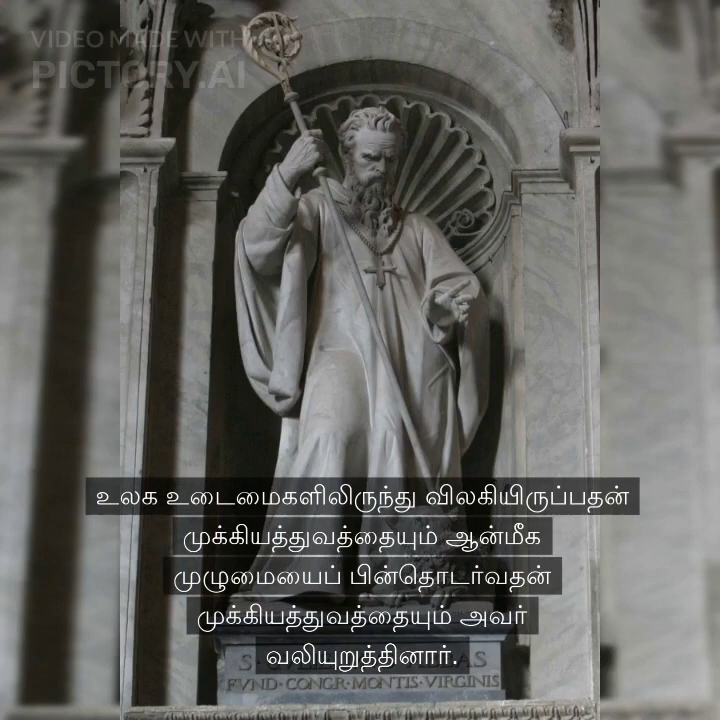 VIDEO MADE WITH
PICTORY.AI
உலக உடைமைகளிலிருந்து விலகியிருப்பதன்
முக்கியத்துவத்தையும் ஆன்மீக
முழுமையைப் பின்தொடர்வதன்
முக்கியத்துவத்தையும் அவர்
வலியுறுத்தினார்.
FVND·CONGR·MONTIS·VIRGINIS